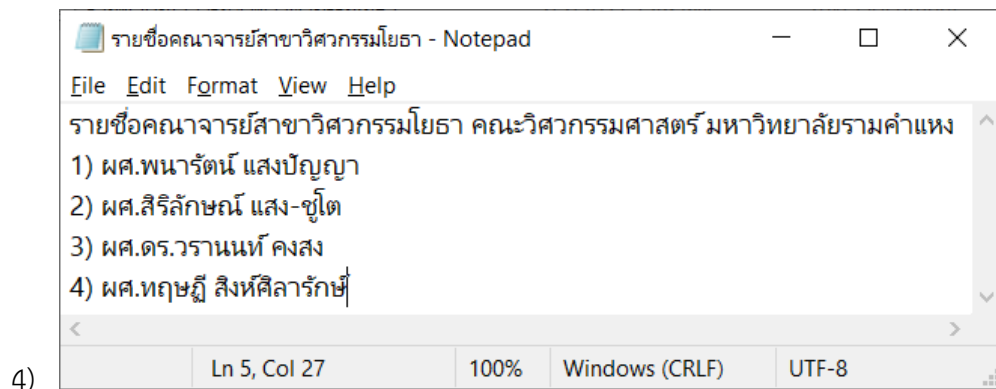 รายชื่อคณาจารย์สาขาวิศวกรรมโยธา - Notepad
File Edit Format View Help
รายชื่อคณาจารย์สาขาวิศวกรรมโยธา คณะวิศวกรรมศาสตร์ มหาวิทยาลัยรามคำแหง
1) ผศ.พนารัตน์ แสงปัญญา
2) ผศ.สิริลักษณ์ แสง-ชูโต
3) ผศ.ดร.วรานนท์ คงสง
4) ผศ.ทฤษฏี สิงห์ศิลารักษ์
Ln 5, Col 27 100% Windows (CRLF) UTF-8
4)